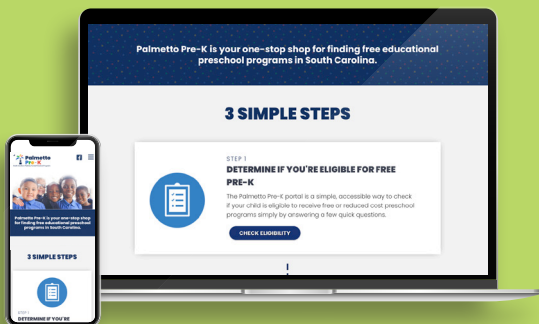 Palmetto Pre-K is your one-stop shop for finding free educational
preschool programs in South Carolina.
3 SIMPLE STEPS
STEP 1
DETERMINE IF YOU'RE ELIGIBLE FOR FREE
PRE-K
The Palmetto Pre-K portal is a simple, accessible way to check
if your child is eligible to receive free or reduced cost preschool
programs simply by answering a few quick questions.
CHECK ELIGIBILITY
Palmetto
Pre-K
Palmetto Pre-K is your one-stop shop
for finding free educational preschool
programs in South Carolina.
3 SIMPLE STEPS
STEP 1
DETERMINE IF YOU'RE